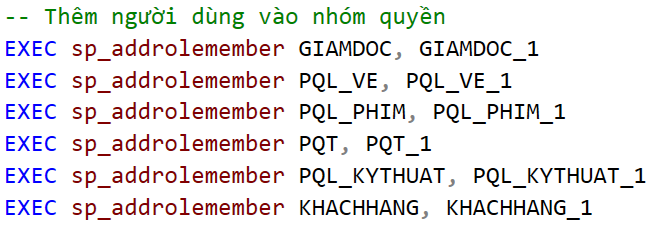 -- Thêm người dùng vào nhóm quyền
EXEC sp_addrolemember GIAMDOC, GIAMDOC_1
EXEC sp_addrolemember PQL_VE, PQL_VE_1
EXEC sp_addrolemember PQL_PHIM, PQL_PHIM_1
EXEC sp_addrolemember PQT, PQT_1
EXEC sp_addrolemember PQL_KYTHUAT, PQL_KYTHUAT_1
EXEC sp_addrolemember KHACHHANG, KHACHHANG_1